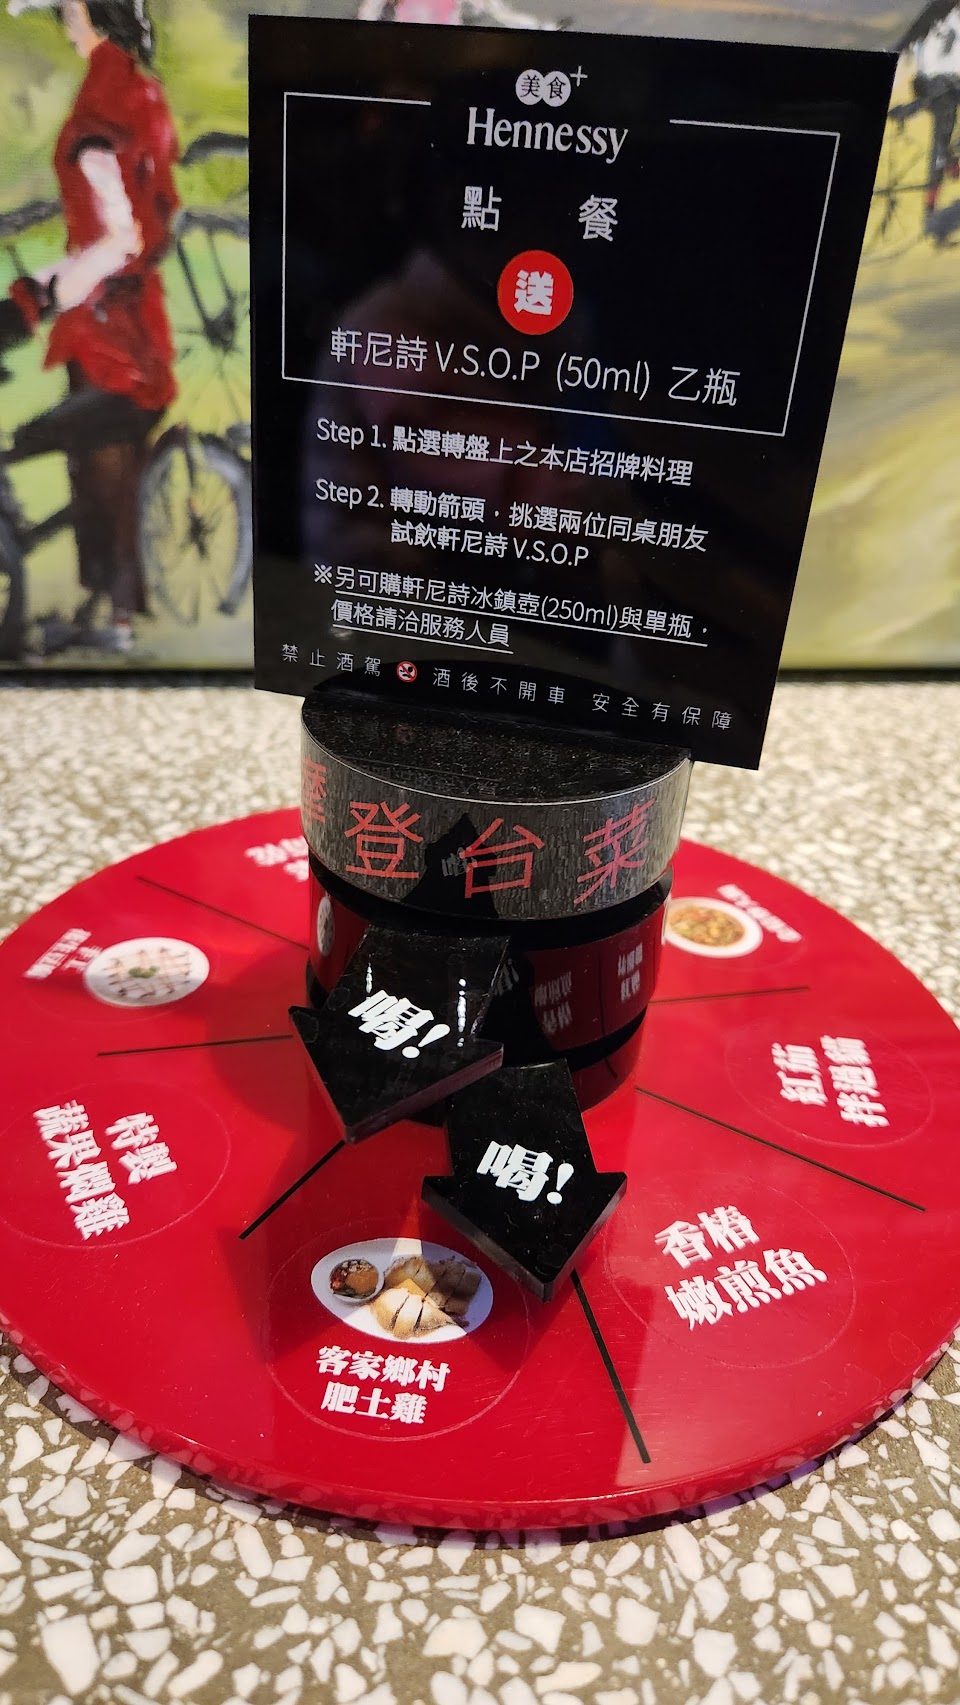 美食+
Hennessy
點餐
送
軒尼詩 V.S.O.P (50ml) 乙瓶
Step 1. 點選轉盤上之本店招牌料理
Step 2. 轉動箭頭，挑選兩位同桌朋友
試飲軒尼詩 V.S.O.P
※另可購軒尼詩冰鎮壺(250ml)與單瓶，
價格請洽服務人員
禁止酒駕 酒後不開車 安全有保障
登台菜
喝!
喝!
紅茄
特製
蔬果燜雞
香椿
嫩煎魚
客家鄉村
肥土雞